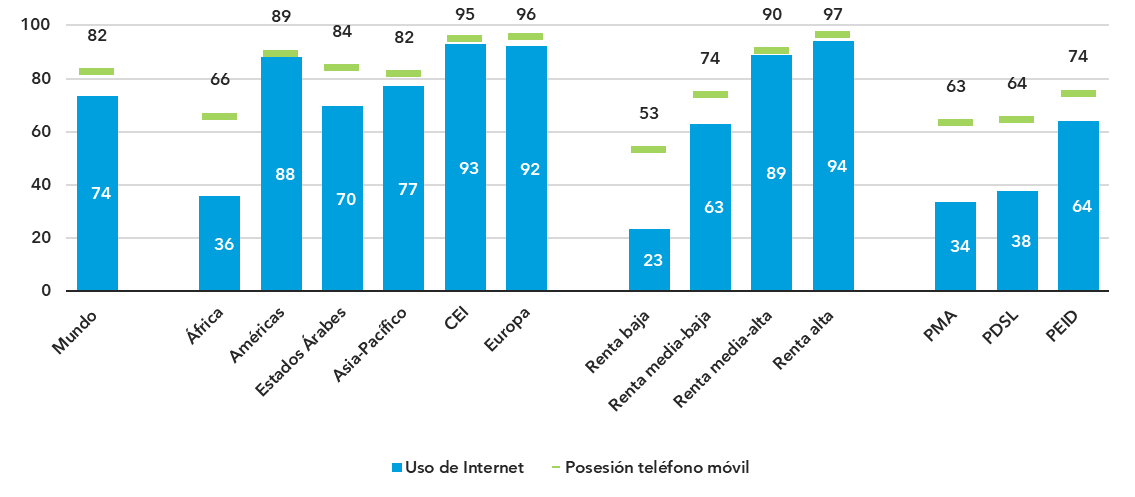 100
80
60
40
20
0
82
66
89
84
82
95
96
53
74
90
97
63
64
74
74
36
88
70
77
93
92
23
63
89
94
34
38
64
Mundo
África
Américas
Estados Árabes
Asia-Pacífico
CEI
Europa
Renta baja
Renta media-baja
Renta media-alta
Renta alta
PMA
PDSL
PEID
Uso de Internet
Posesión teléfono móvil